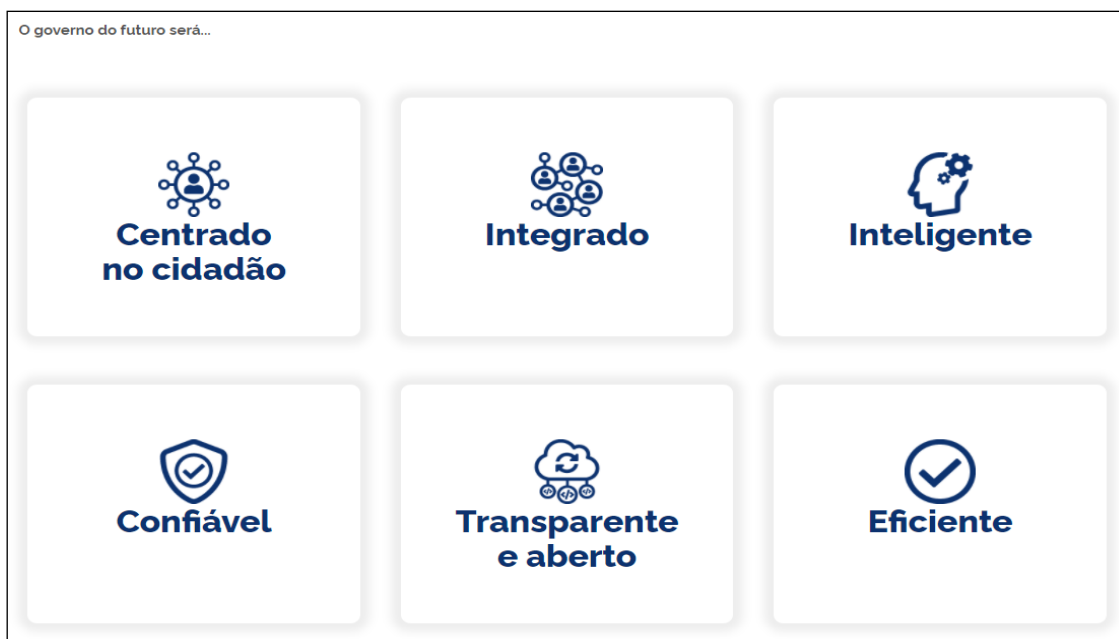 O governo do futuro será...
Centrado
no cidadão
Integrado
Inteligente
Confiável
Transparente
e aberto
Eficiente